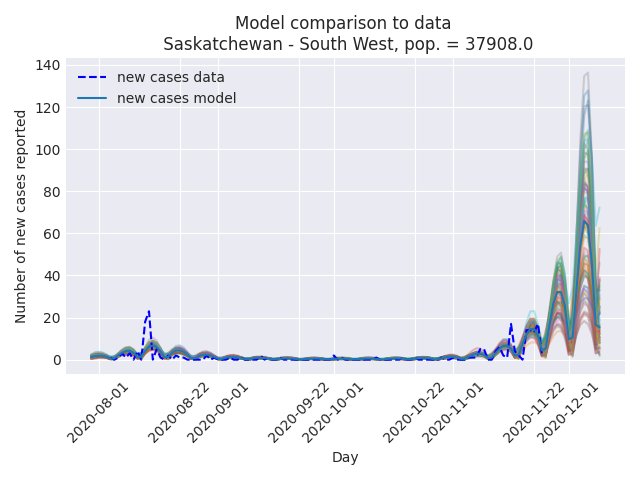 Model comparison to data
Saskatchewan - South West, pop. = 37908.0
new cases data
new cases model
Number of new cases reported
140
120
100
80
60
40
20
0
2020-08-01
2020-08-22
2020-09-01
2020-09-22
2020-10-01
2020-10-22
2020-11-01
2020-11-22
2020-12-01
Day